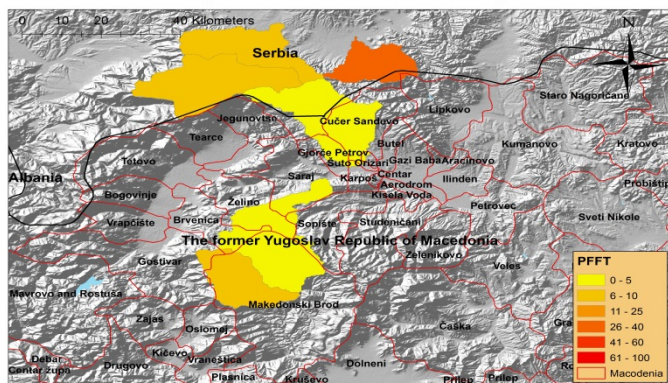 0 10 20 40 Kilometers
N
Serbia
Staro Nagoričane
Lipkovo
Čučer Sandevo
Jegunovtse
Tearce
Butel
Kumanovo
Kratovo
Gjorče Petrov
Tetovo
Šuto Orizari
Gazi Baba
Aračinovo
Albania
Saraj
Karpoš
Centar
Ilinden
Aerodrom
Probištip
Bogovinje
Želino
Kisela Voda
Petrovec
Vrapčište
Brvenica
Sopište
Studeničani
Sveti Nikole
The former Yugoslav Republic of Macedonia
Gostivar
Zelenikovo
Veles
PFFT
0 - 5
6 - 10
11 - 25
26 - 40
41 - 60
61 - 100
Macodenia
Mavrovo and Rostuša
Makedonski Brod
Zajas
Oslomej
Čaška
Gra
Debar
Kičevo
Centar župa
Drugovo
Vraneštica
Dolneni
Plasnica
Kruševo
Prilep
Prilep
Ro